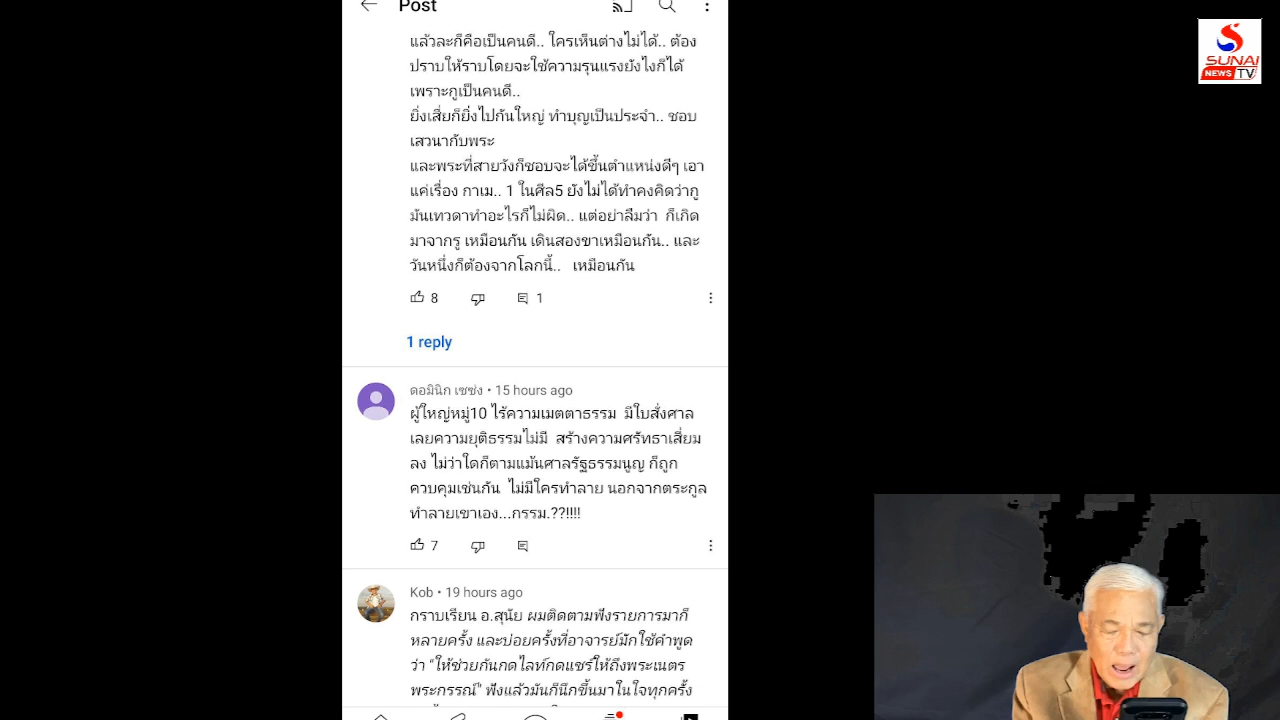 Post
แล้วละก็คือเป็นคนดี.. ใครเห็นต่างไม่ได้.. ต้อง
ปราบให้ราบโดยจะใช้ความรุนแรงยังไงก็ได้
เพราะกูเป็นคนดี..
ยิ่งเสี่ยก็ยิ่งไปกันใหญ่ ทำบุญเป็นประจำ.. ชอบ
เสวนากับพระ
และพระที่สายวังก็ชอบจะได้ขึ้นตำแหน่งดีๆ เอา
แค่เรื่อง กาเม.. 1 ในศีล5 ยังไม่ได้ทำคงคิดว่ากู
มันเทวดาทำอะไรก็ไม่ผิด.. แต่อย่าลืมว่า ก็เกิด
มาจากรู เหมือนกัน เดินสองขาเหมือนกัน.. และ
วันหนึ่งก็ต้องจากโลกนี้.. เหมือนกัน
8 1
1 reply
ดอมินิก เซซ่ง • 15 hours ago
ผู้ใหญ่หมู่10 ไร้ความเมตตาธรรม มีใบสั่งศาล
เลยความยุติธรรมไม่มี สร้างความศรัทธาเสี่ยม
ลง ไม่ว่าใดก็ตามแม้นศาลรัฐธรรมนูญ ก็ถูก
ควบคุมเช่นกัน ไม่มีใครทำลาย นอกจากตระกูล
ทำลายเขาเอง...กรรม.??!!!!
7
Kob • 19 hours ago
กราบเรียน อ.สุนัย ผมติดตามฟังรายการมาก็
หลายครั้ง และบ่อยครั้งที่อาจารย์มักใช้คำพูด
ว่า "ให้ช่วยกันกดไลท์กดแชร์ให้ถึงพระเนตร
พระกรรณ์" ฟังแล้วมันก็นึกขึ้นมาในใจทุกครั้ง
SUNAI
NEWS TV